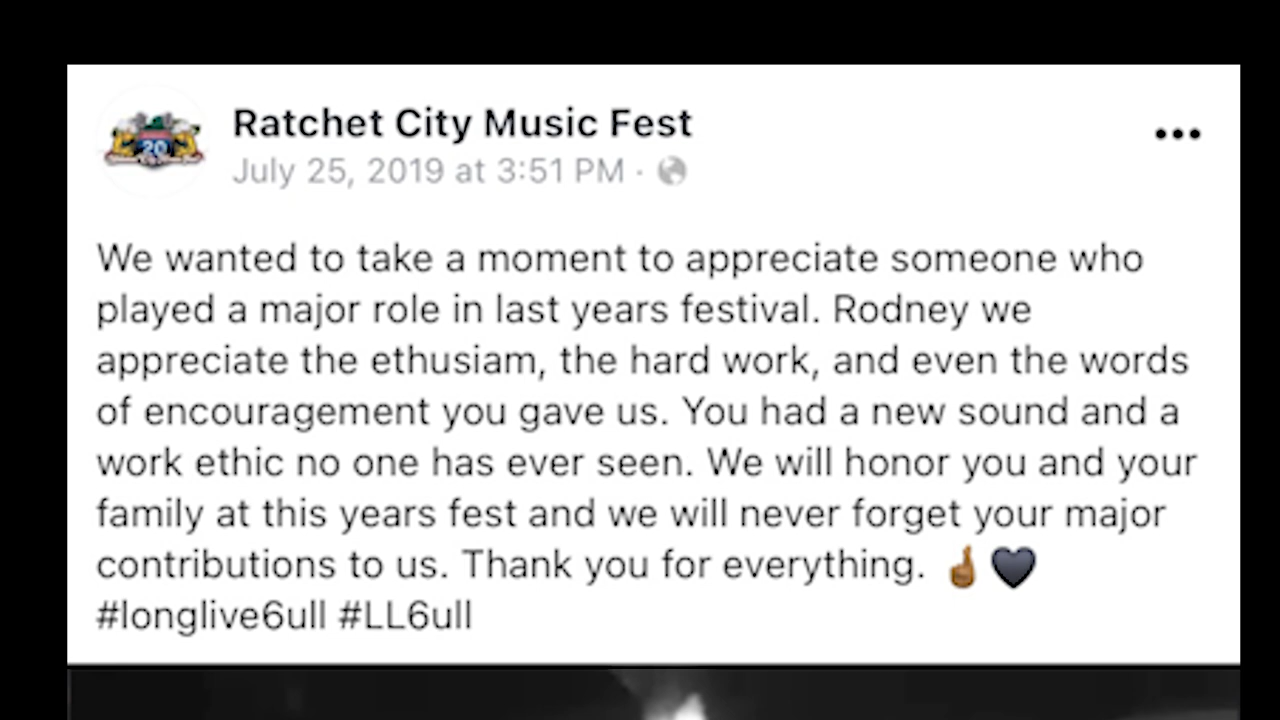 Ratchet City Music Fest
July 25, 2019 at 3:51 PM ·
We wanted to take a moment to appreciate someone who
played a major role in last years festival. Rodney we
appreciate the ethusiam, the hard work, and even the words
of encouragement you gave us. You had a new sound and a
work ethic no one has ever seen. We will honor you and your
family at this years fest and we will never forget your major
contributions to us. Thank you for everything. 🤞🏾🖤
#longlive6ull #LL6ull
20